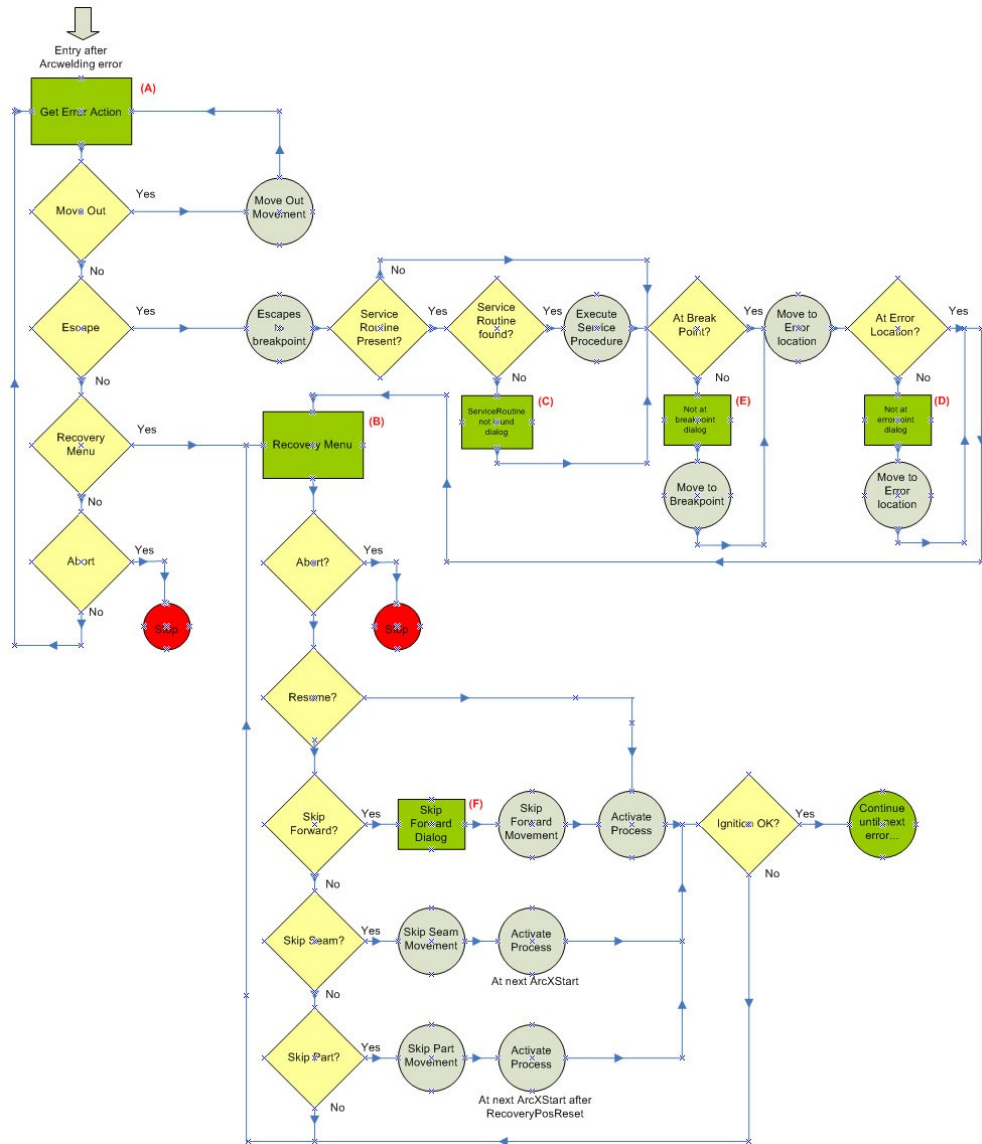 Entry after
Arcwelding error
(A)
Get Error Action
Yes
Move Out
Move Out
Movement
No
No
Escape
Yes
Escapes
to
breakpoint
Service
Routine
Present?
Yes
Service
Routine
found?
Yes
Execute
Service
Procedure
At Break
Point?
Yes
Move to
Error
location
At Error
Location?
Yes
No
No
No
No
(B)
(C)
(E)
(D)
Recovery
Menu
Yes
Recovery Menu
ServiceRoutine
not found
dialog
Not at
breakpoint
dialog
Not at
errorpoint
dialog
Move to
Breakpoint
Move to
Error
location
No
Abort
Yes
Abort?
Yes
No
Stop
Stop
Resume?
Skip
Forward?
Yes
(F)
Skip
Forward
Dialog
Skip
Forward
Movement
Activate
Process
Ignition OK?
Yes
Continue
until next
error...
No
No
Skip Seam?
Yes
Skip Seam
Movement
Activate
Process
At next ArcXStart
No
Skip Part?
Yes
Skip Part
Movement
Activate
Process
At next ArcXStart after
RecoveryPosReset
No